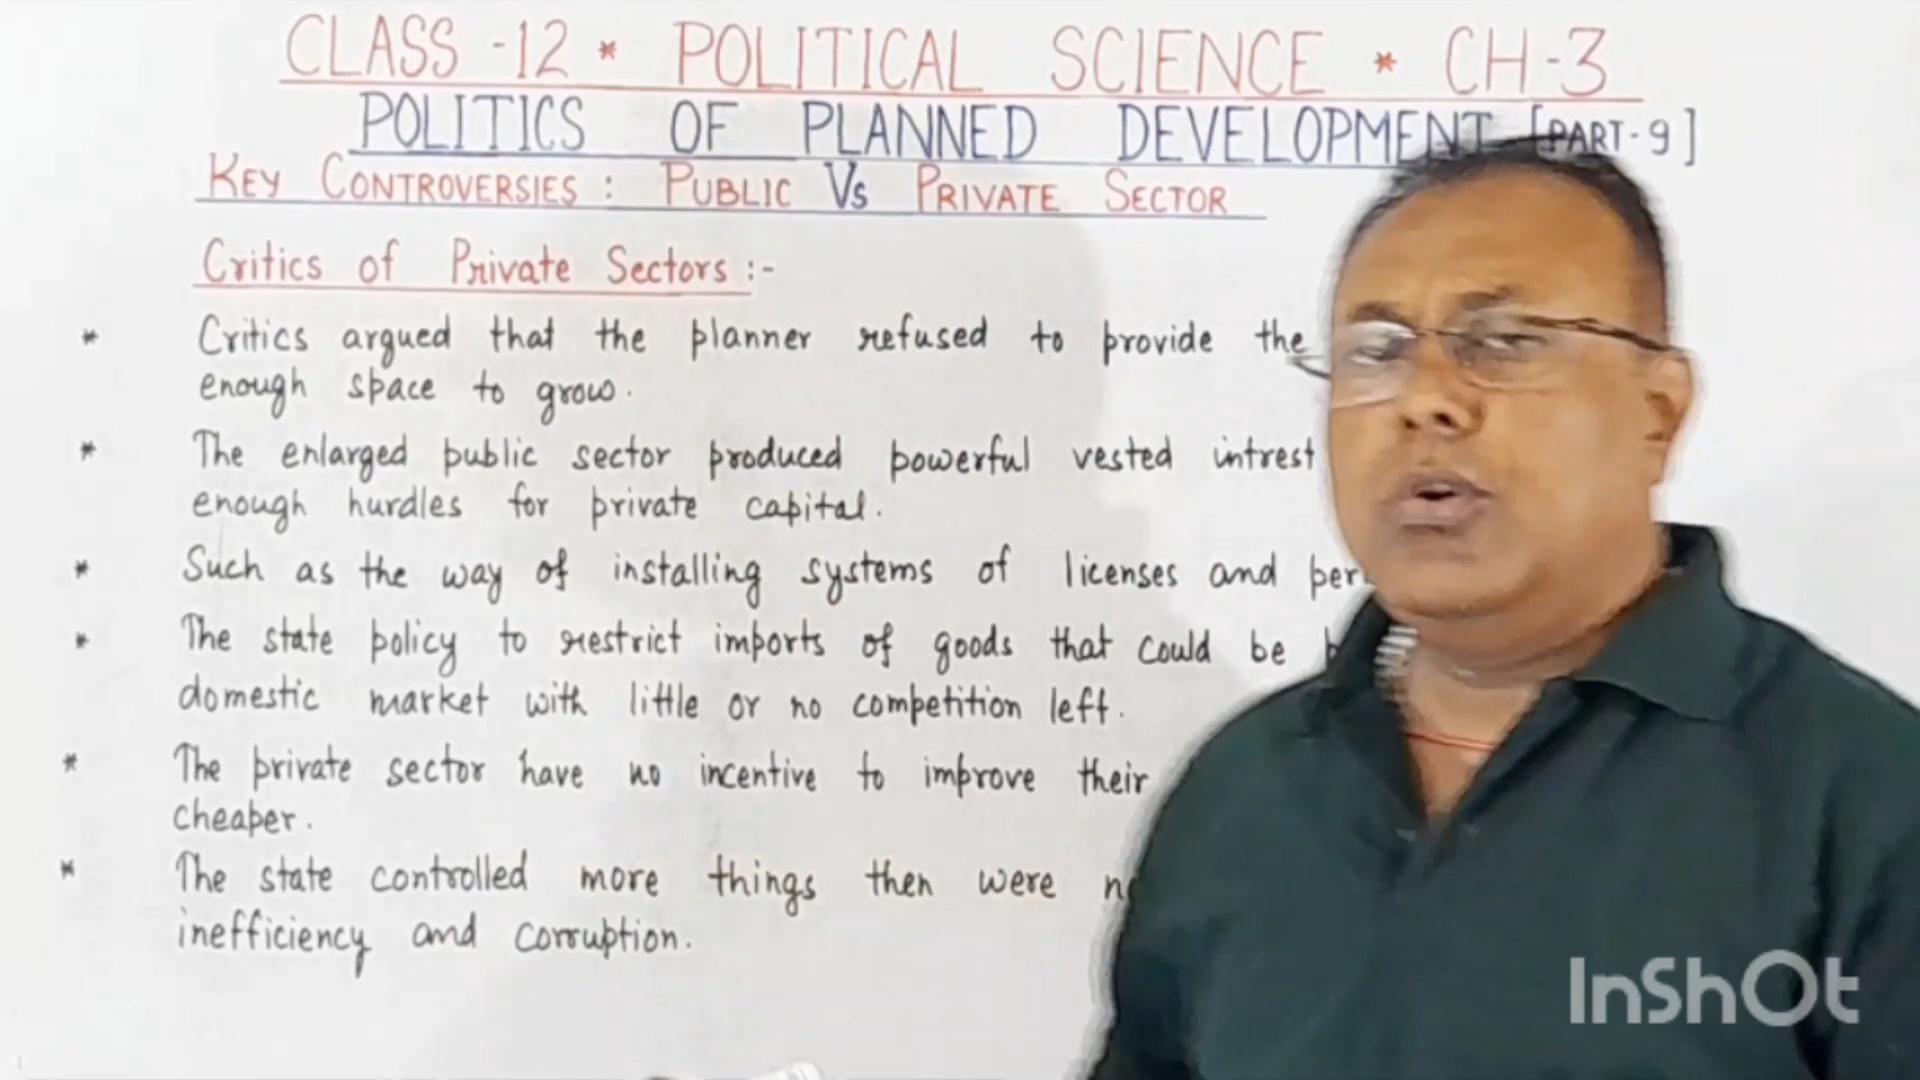 CLASS -12 * POLITICAL SCIENCE * CH-3
POLITICS OF PLANNED DEVELOPMENT [PART-9]
KEY CONTROVERSIES : PUBLIC Vs PRIVATE SECTOR
Critics of Private Sectors :-
* Critics argued that the planner refused to provide the
enough space to grow.
* The enlarged public sector produced powerful vested intrest
enough hurdles for private capital.
* Such as the way of installing systems of licenses and
* The state policy to restrict imports of goods that could be
domestic market with little or no competition left.
* The private sector have no incentive to improve their
cheaper.
* The state controlled more things then were
inefficiency and corruption.
InShOt